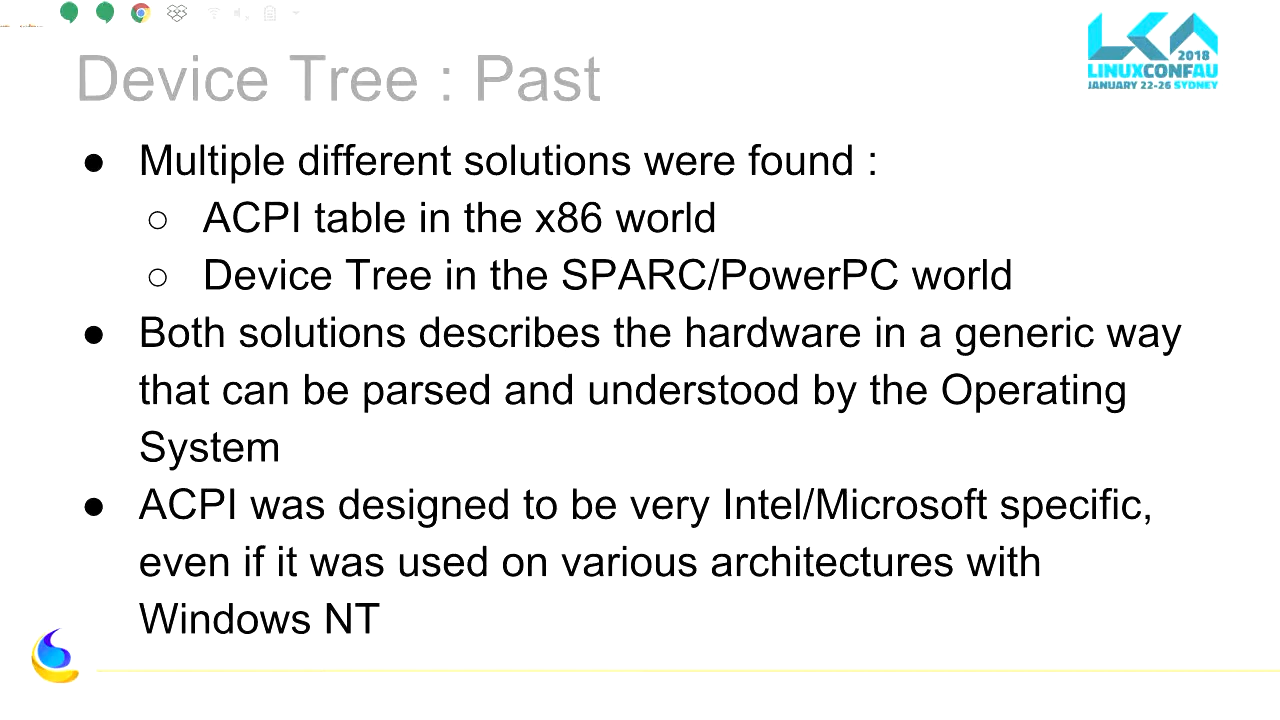 Device Tree : Past
2018
LINUXCONFAU
JANUARY 22-26 SYDNEY
● Multiple different solutions were found :
○ ACPI table in the x86 world
○ Device Tree in the SPARC/PowerPC world
● Both solutions describes the hardware in a generic way
that can be parsed and understood by the Operating
System
● ACPI was designed to be very Intel/Microsoft specific,
even if it was used on various architectures with
Windows NT